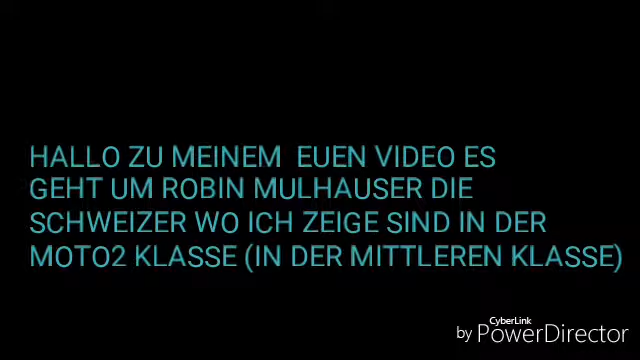 HALLO ZU MEINEM EUEN VIDEO ES
GEHT UM ROBIN MULHAUSER DIE
SCHWEIZER WO ICH ZEIGE SIND IN DER
MOTO2 KLASSE (IN DER MITTLEREN KLASSE)
CyberLink
by PowerDirector